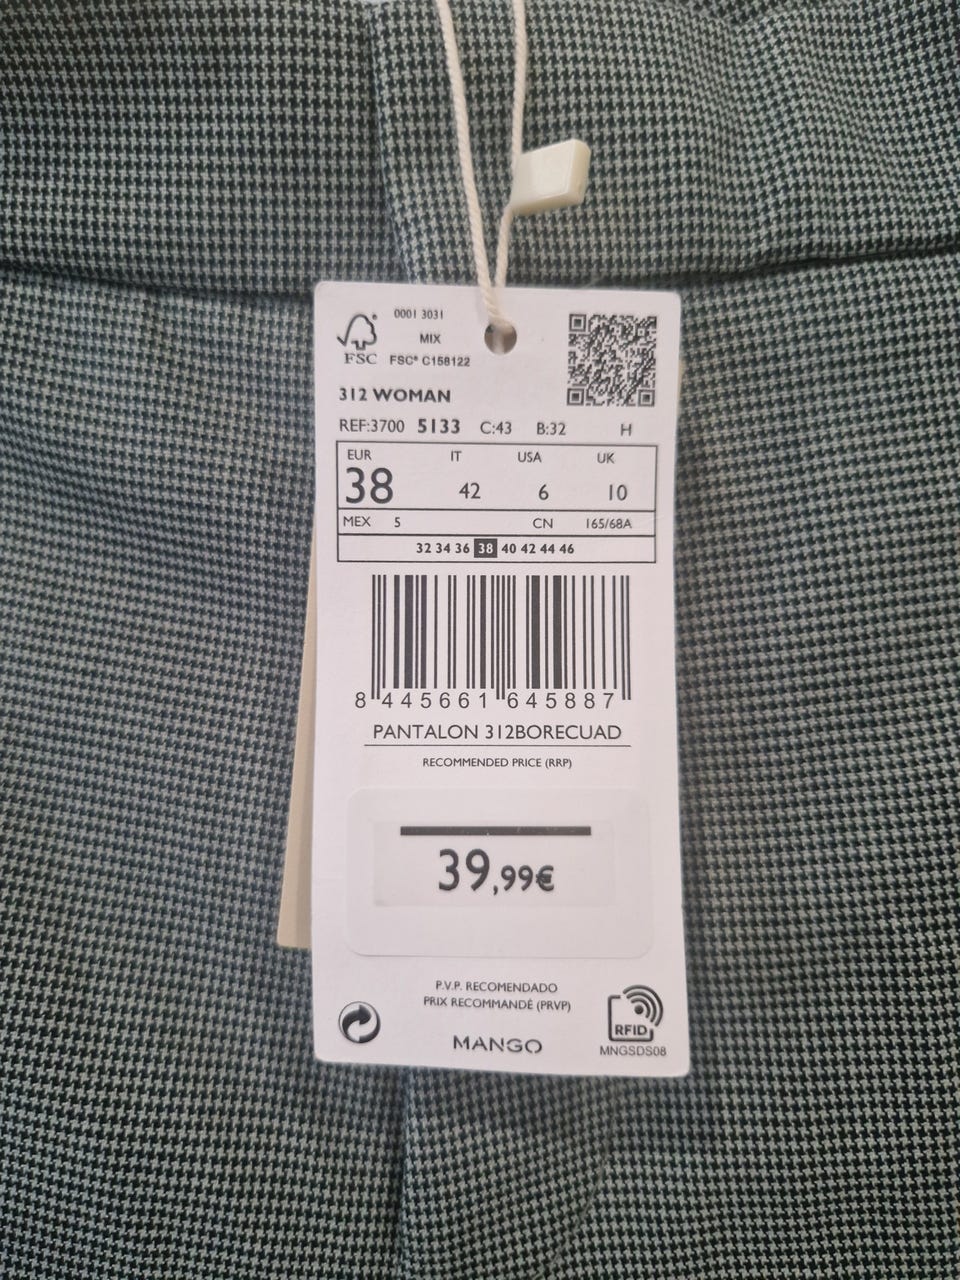 0001 3031
MIX
FSC FSC® C158122
312 WOMAN
REF:3700 5133 C:43 B:32 H
EUR IT USA UK
38 42 6 10
MEX 5 CN 165/68A
32 34 36 38 40 42 44 46
8 445661 645887
PANTALON 312BORECUAD
RECOMMENDED PRICE (RRP)
39,99€
P.V.P. RECOMENDADO
PRIX RECOMMANDÉ (PRVP)
MANGO
RFID
MNGSDS08